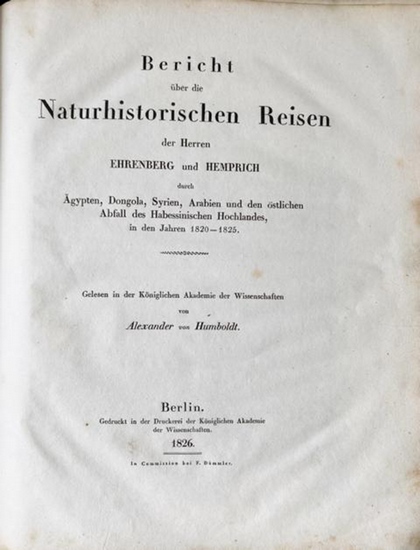 Bericht
über die
Naturhistorischen Reisen
der Herren
EHRENBERG und HEMPRICH
durch
Ägypten, Dongola, Syrien, Arabien und den östlichen
Abfall des Habessinischen Hochlandes,
in den Jahren 1820—1825.
Gelesen in der Königlichen Akademie der Wissenschaften
von
Alexander von Humboldt.
Berlin.
Gedruckt in der Druckerei der Königlichen Akademie
der Wissenschaften.
1826.
In Commission bei F. Dümmler.